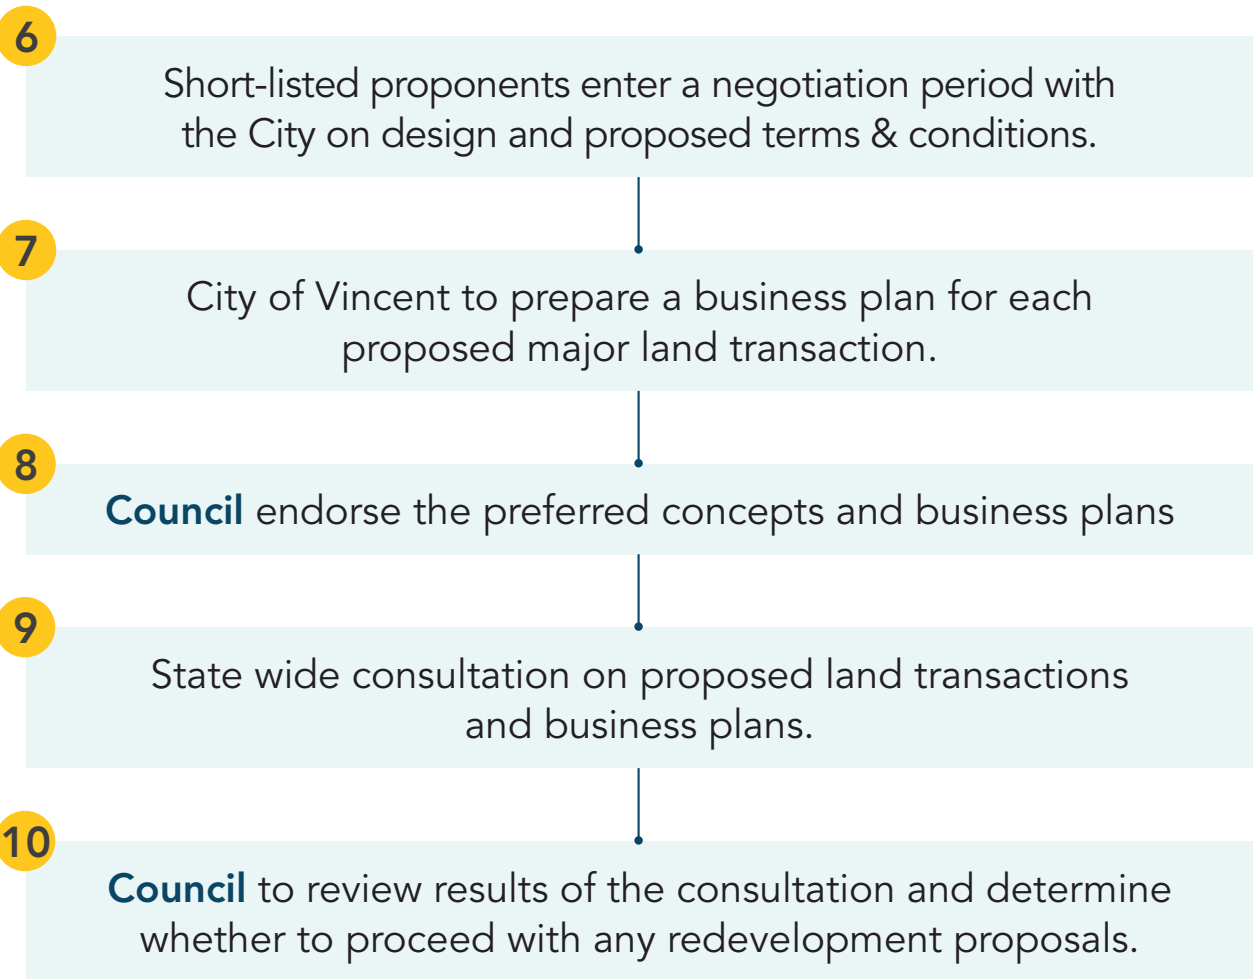 6
Short-listed proponents enter a negotiation period with
the City on design and proposed terms & conditions.
7
City of Vincent to prepare a business plan for each
proposed major land transaction.
8
Council endorse the preferred concepts and business plans
9
State wide consultation on proposed land transactions
and business plans.
10
Council to review results of the consultation and determine
whether to proceed with any redevelopment proposals.